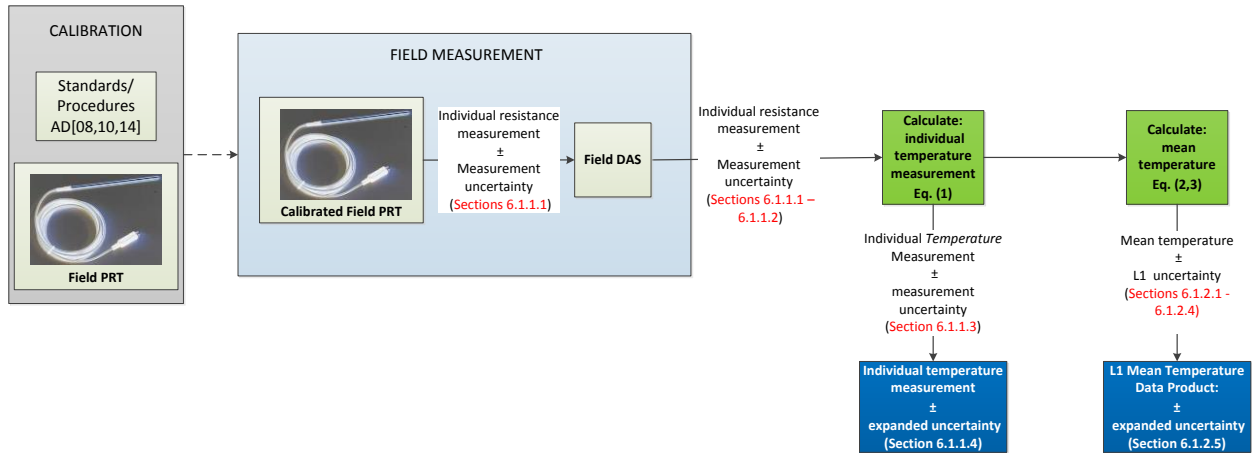 CALIBRATION
Standards/
Procedures
AD[08,10,14]
Field PRT
FIELD MEASUREMENT
Calibrated Field PRT
Individual resistance
measurement
±
Measurement
uncertainty
(Sections 6.1.1.1)
Field DAS
Individual resistance
measurement
±
Measurement
uncertainty
(Sections 6.1.1.1 –
6.1.1.2)
Calculate:
individual
temperature
measurement
Eq. (1)
Calculate:
mean
temperature
Eq. (2,3)
Individual Temperature
Measurement
±
measurement
uncertainty
(Section 6.1.1.3)
Mean temperature
±
L1 uncertainty
(Sections 6.1.2.1 -
6.1.2.4)
Individual temperature
measurement
±
expanded uncertainty
(Section 6.1.1.4)
L1 Mean Temperature
Data Product:
±
expanded uncertainty
(Section 6.1.2.5)